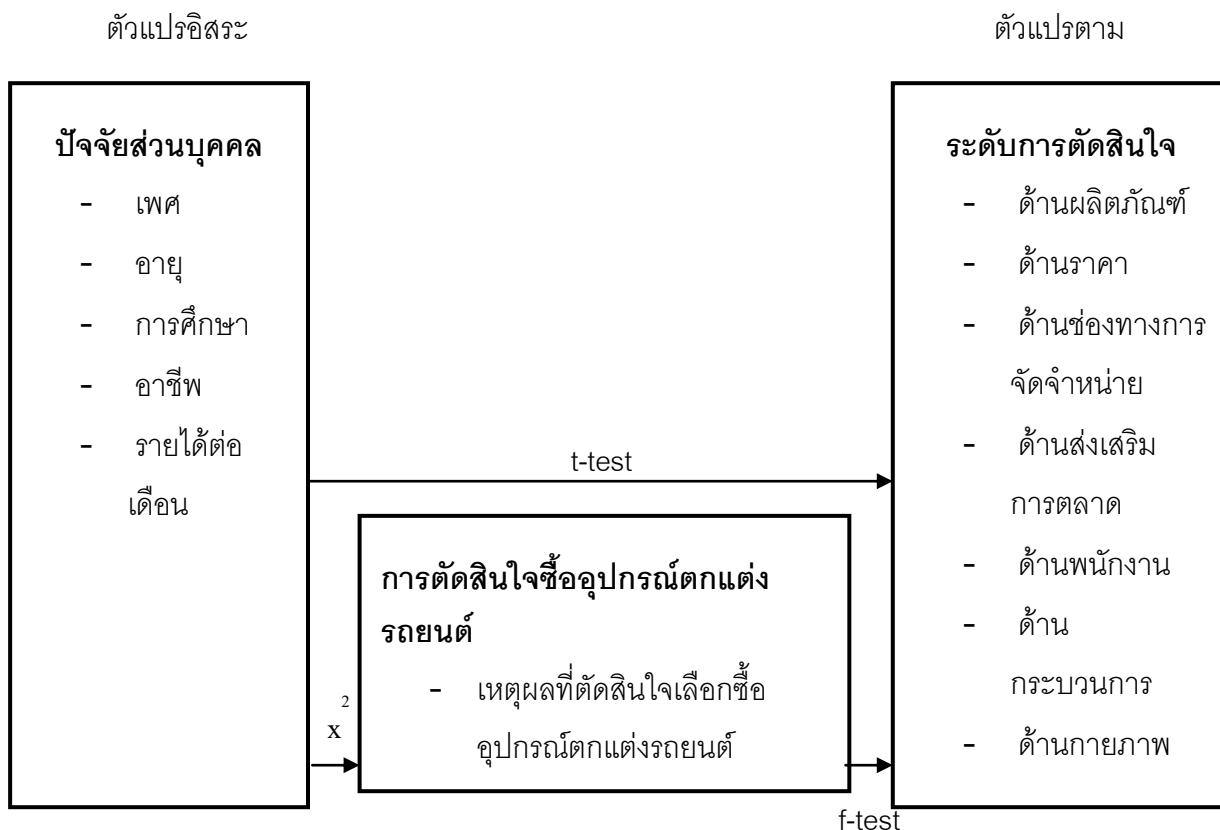 ตัวแปรอิสระ
ตัวแปรตาม
ปัจจัยส่วนบุคคล
- เพศ
- อายุ
- การศึกษา
- อาชีพ
- รายได้ต่อ
เดือน
t-test
x 2
การตัดสินใจซื้ออุปกรณ์ตกแต่ง
รถยนต์
- เหตุผลที่ตัดสินใจเลือกซื้อ
อุปกรณ์ตกแต่งรถยนต์
f-test
ระดับการตัดสินใจ
- ด้านผลิตภัณฑ์
- ด้านราคา
- ด้านช่องทางการ
จัดจำหน่าย
- ด้านส่งเสริม
การตลาด
- ด้านพนักงาน
- ด้าน
กระบวนการ
- ด้านกายภาพ